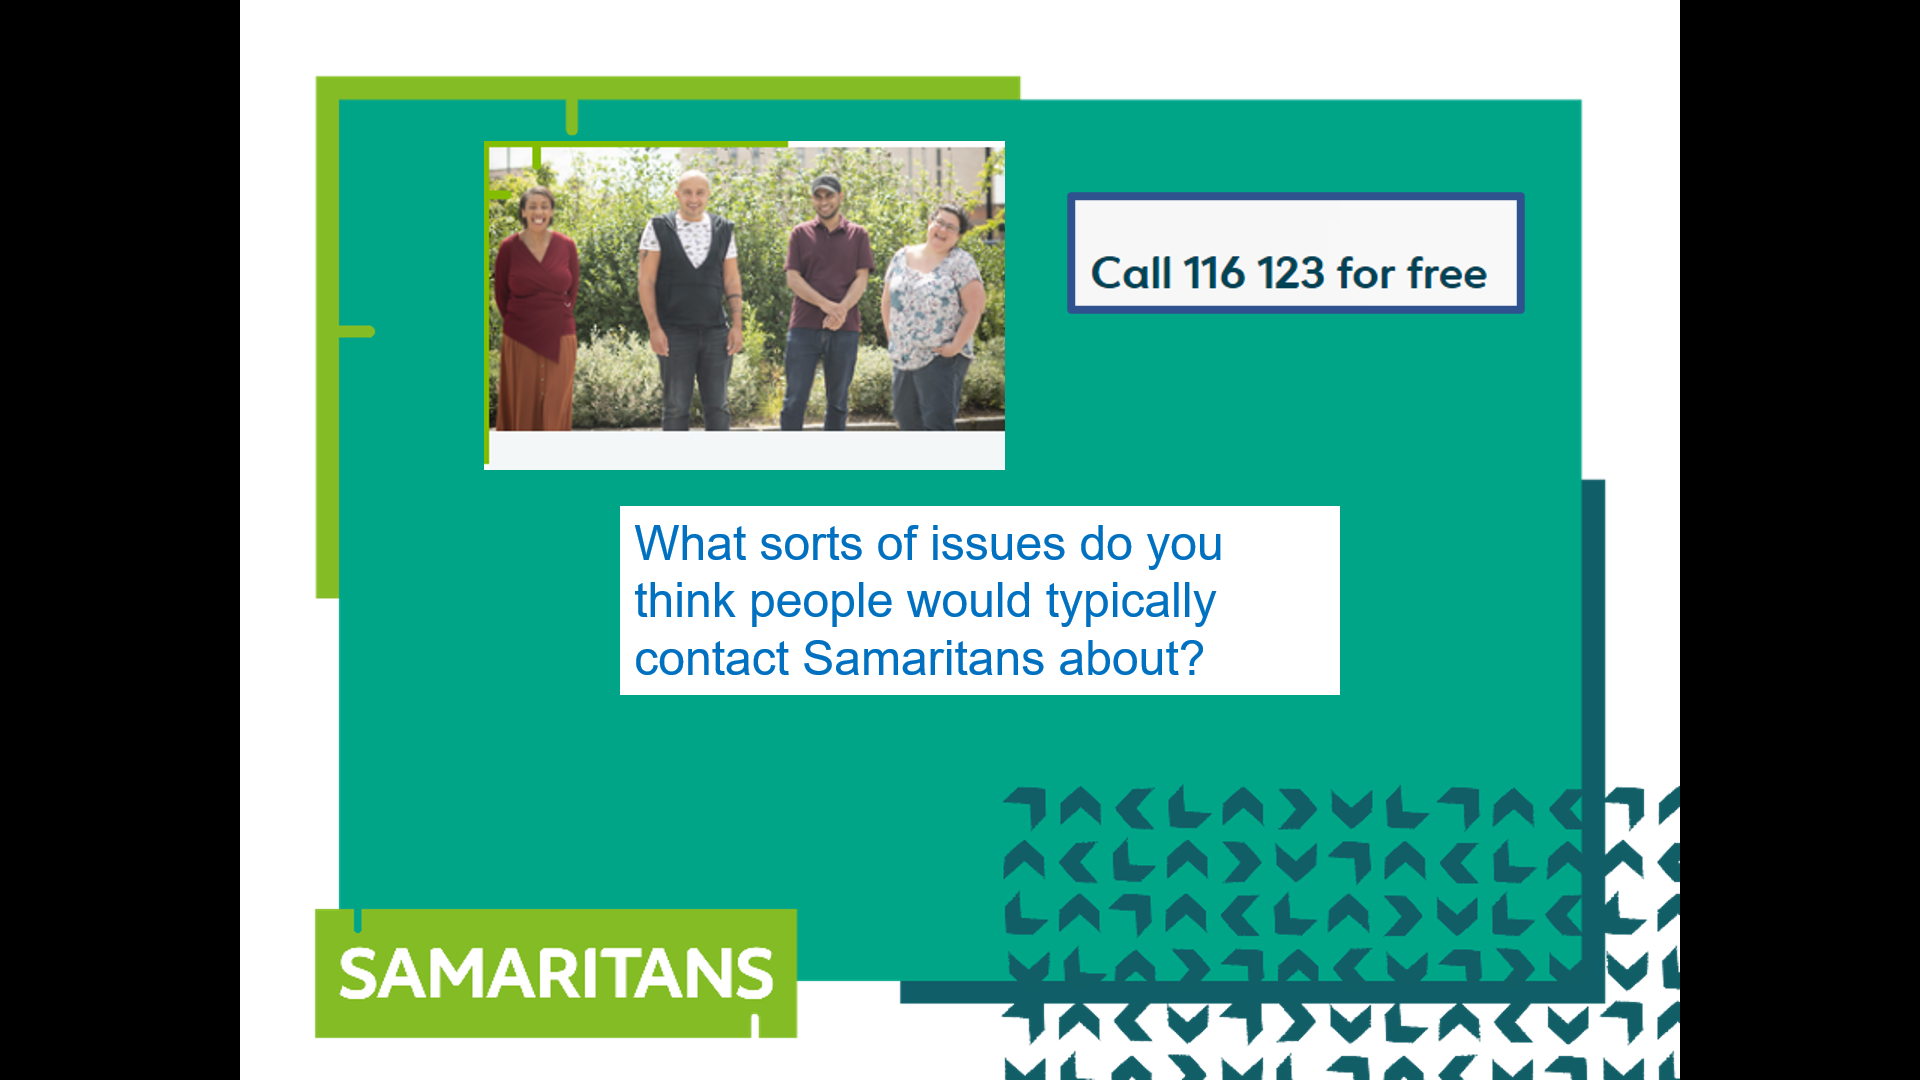 Call 116 123 for free
What sorts of issues do you
think people would typically
contact Samaritans about?
SAMARITANS